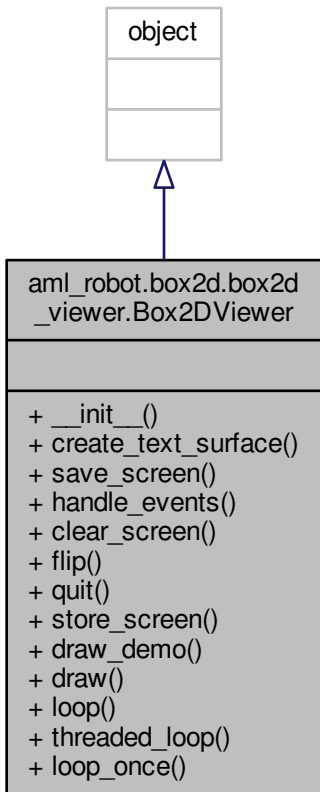 object
aml_robot.box2d.box2d
_viewer.Box2DViewer
+ __init__()
+ create_text_surface()
+ save_screen()
+ handle_events()
+ clear_screen()
+ flip()
+ quit()
+ store_screen()
+ draw_demo()
+ draw()
+ loop()
+ threaded_loop()
+ loop_once()